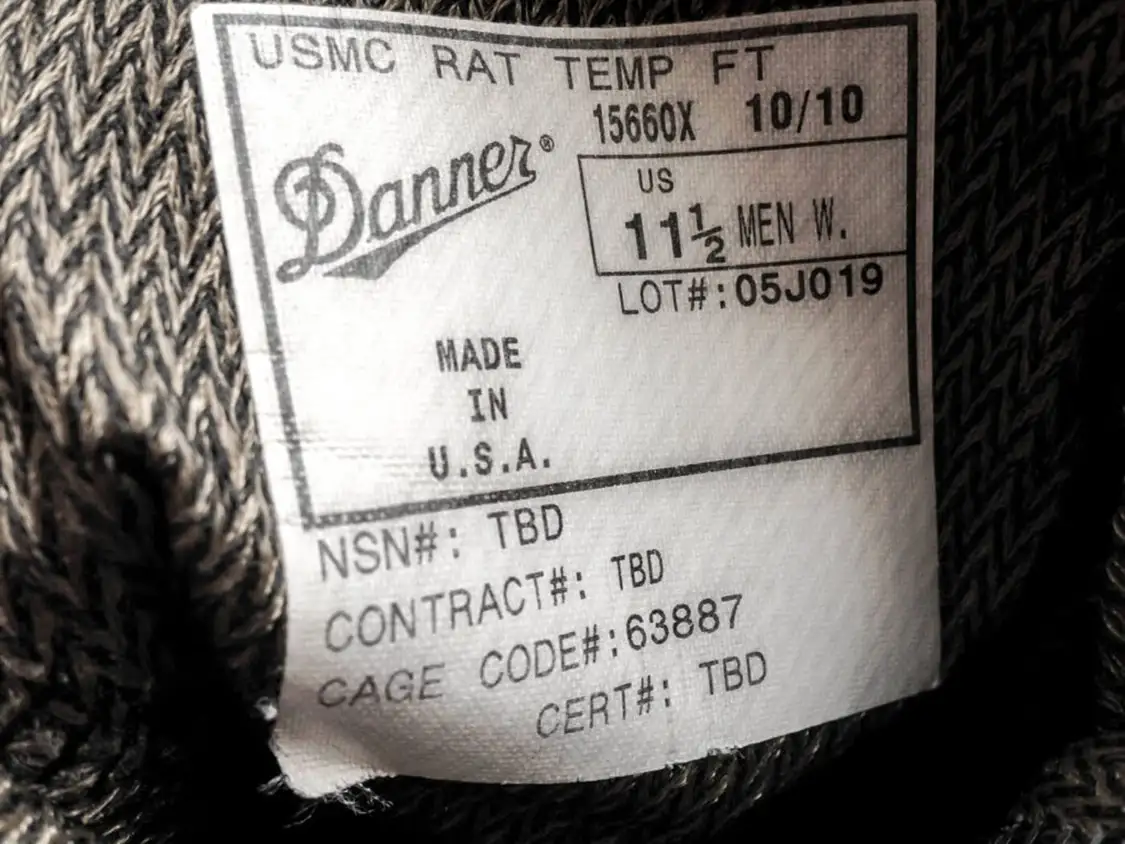 USMC RAT TEMP FT
15660X 10/10
Danner®
US
11½ MEN W.
LOT#:05J019
MADE
IN
U.S.A.
NSN#: TBD
CONTRACT#: TBD
CAGE CODE#:63887
CERT#: TBD